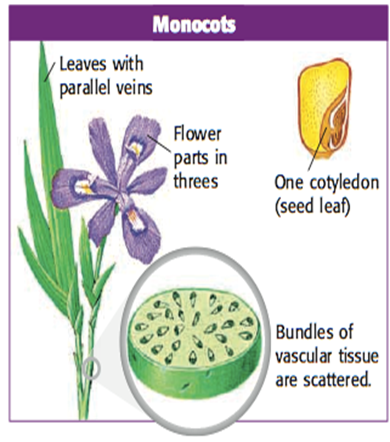 Monocots
Leaves with
parallel veins
Flower
parts in
threes
One cotyledon
(seed leaf)
Bundles of
vascular tissue
are scattered.